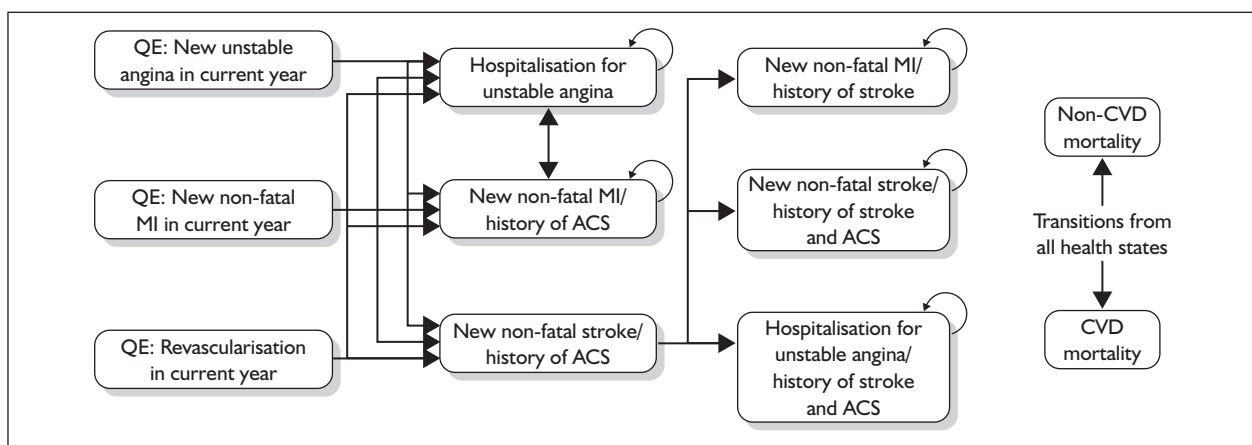 QE: New unstable
angina in current year
QE: New non-fatal
MI in current year
QE: Revascularisation
in current year
Hospitalisation for
unstable angina
New non-fatal MI/
history of ACS
New non-fatal stroke/
history of ACS
New non-fatal MI/
history of stroke
New non-fatal stroke/
history of stroke
and ACS
Hospitalisation for
unstable angina/
history of stroke
and ACS
Non-CVD
mortality
Transitions from
all health states
CVD
mortality